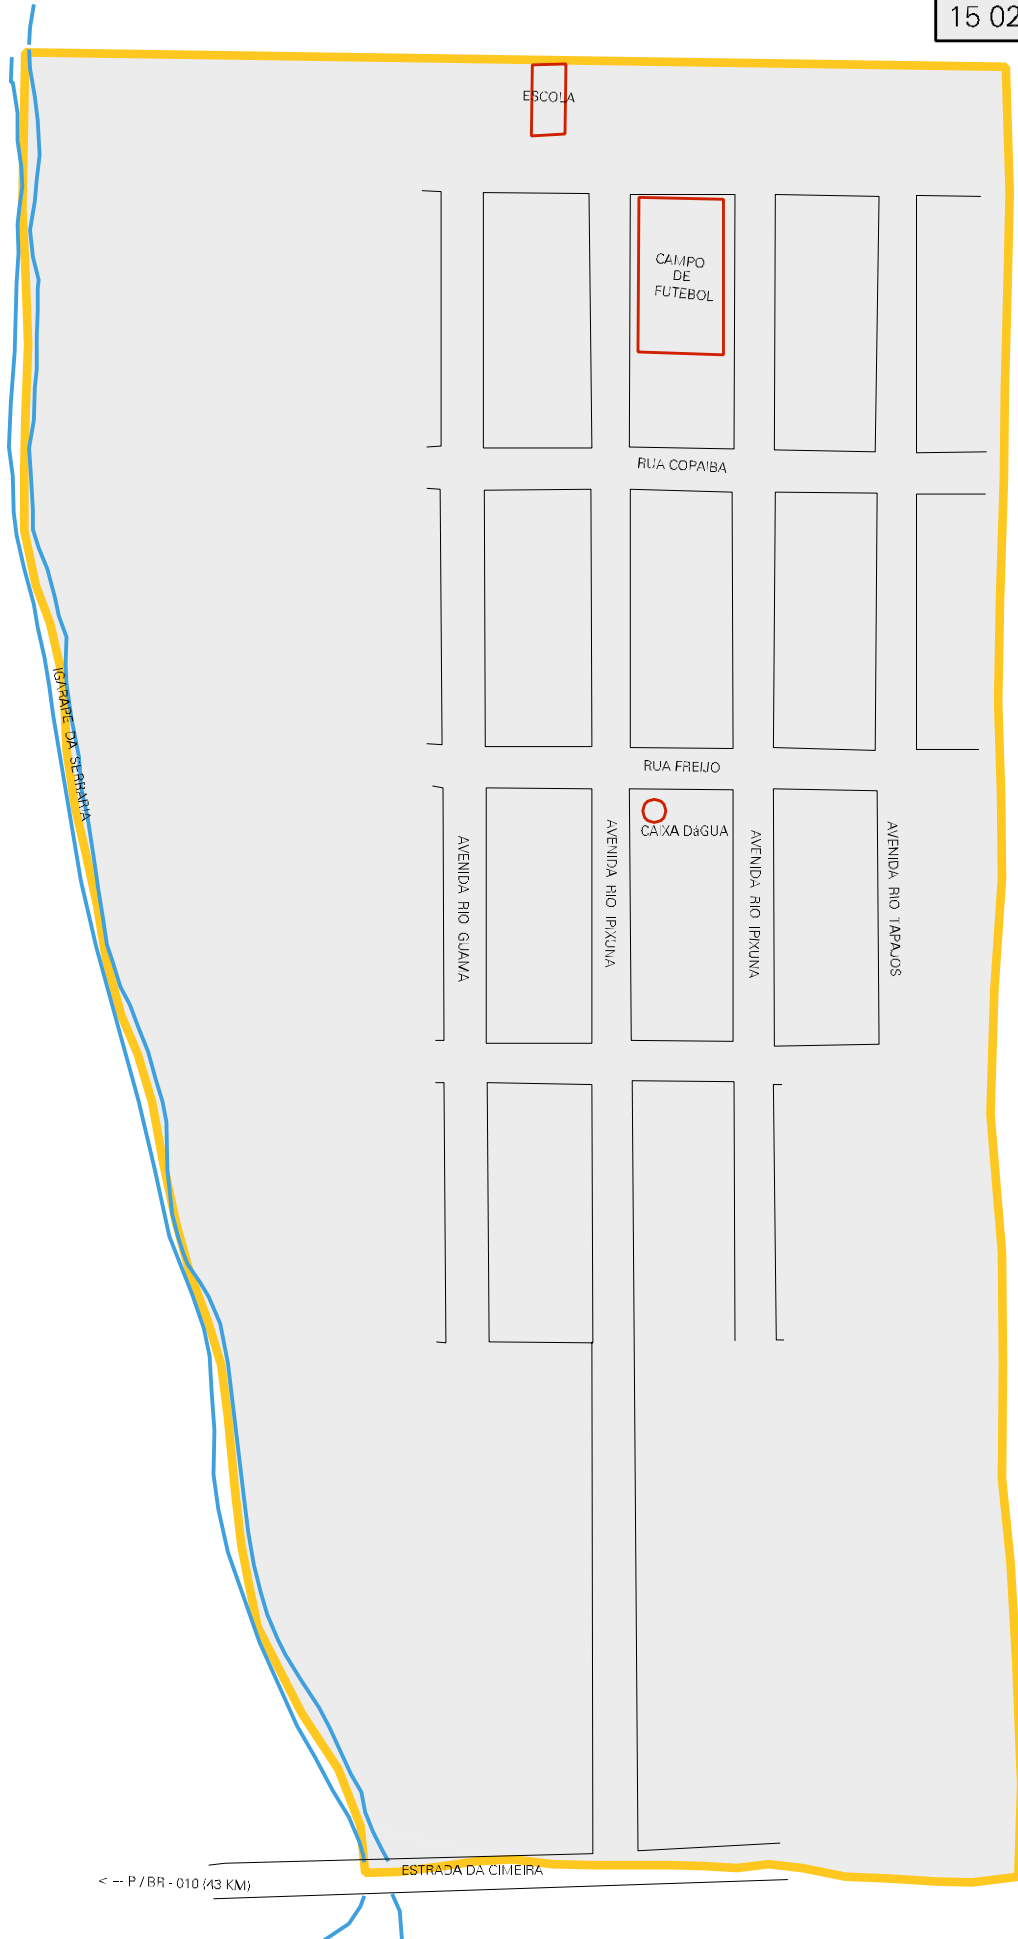 15 02
ESCOLA
CAMPO
DE
FUTEBOL
RUA COPAIBA
IGARAPE DA SERRARIA
RUA FREIJO
CAIXA DáGUA
AVENIDA RIO GUAMA
AVENIDA RIO IPIXUNA
AVENIDA RIO IPIXUNA
AVENIDA RIO TAPAJOS
ESTRADA DA CIMEIRA
< -- P / BR - 010 (43 KM)